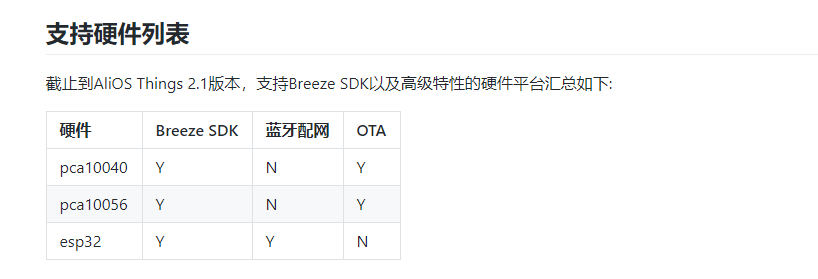 支持硬件列表
截止到AliOS Things 2.1版本，支持Breeze SDK以及高级特性的硬件平台汇总如下:
硬件 Breeze SDK 蓝牙配网 OTA
pca10040 Y N Y
pca10056 Y N Y
esp32 Y Y N